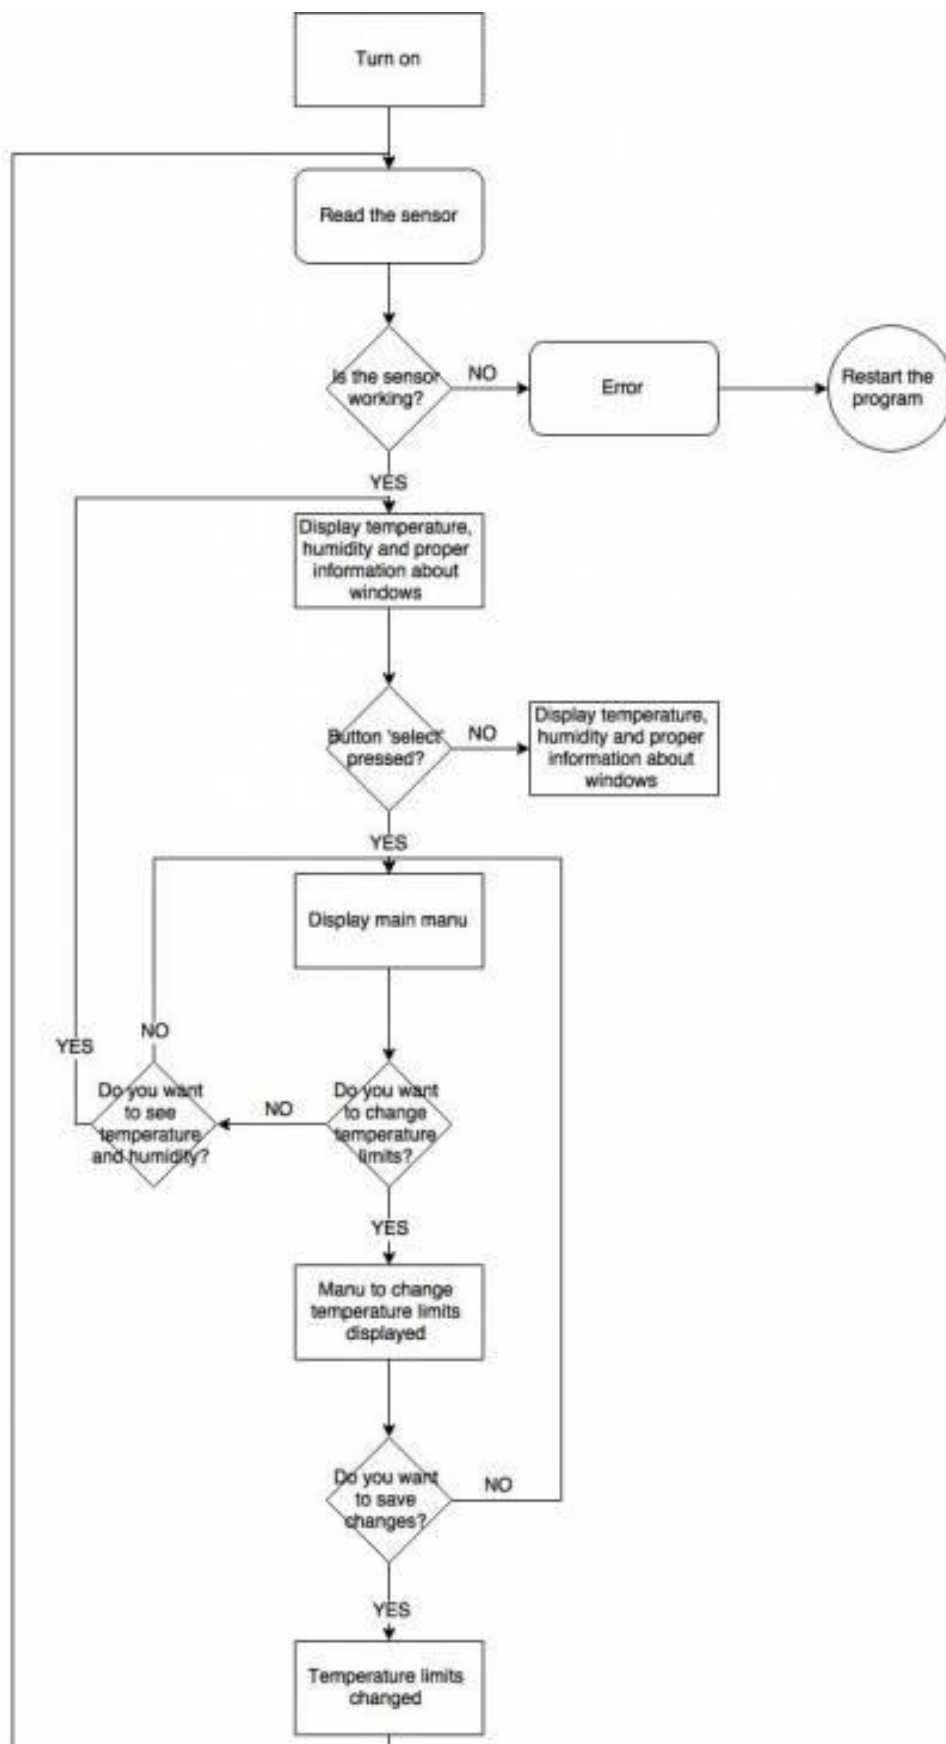 Turn on
Read the sensor
Is the sensor
working?
NO
Error
Restart the
program
YES
Display temperature,
humidity and proper
information about
windows
Button 'select'
pressed?
NO
Display temperature,
humidity and proper
information about
windows
YES
Display main manu
NO
YES
Do you want
to see
temperature
and humidity?
NO
Do you want
to change
temperature
limits?
YES
Manu to change
temperature limits
displayed
Do you want
to save
changes?
NO
YES
Temperature limits
changed